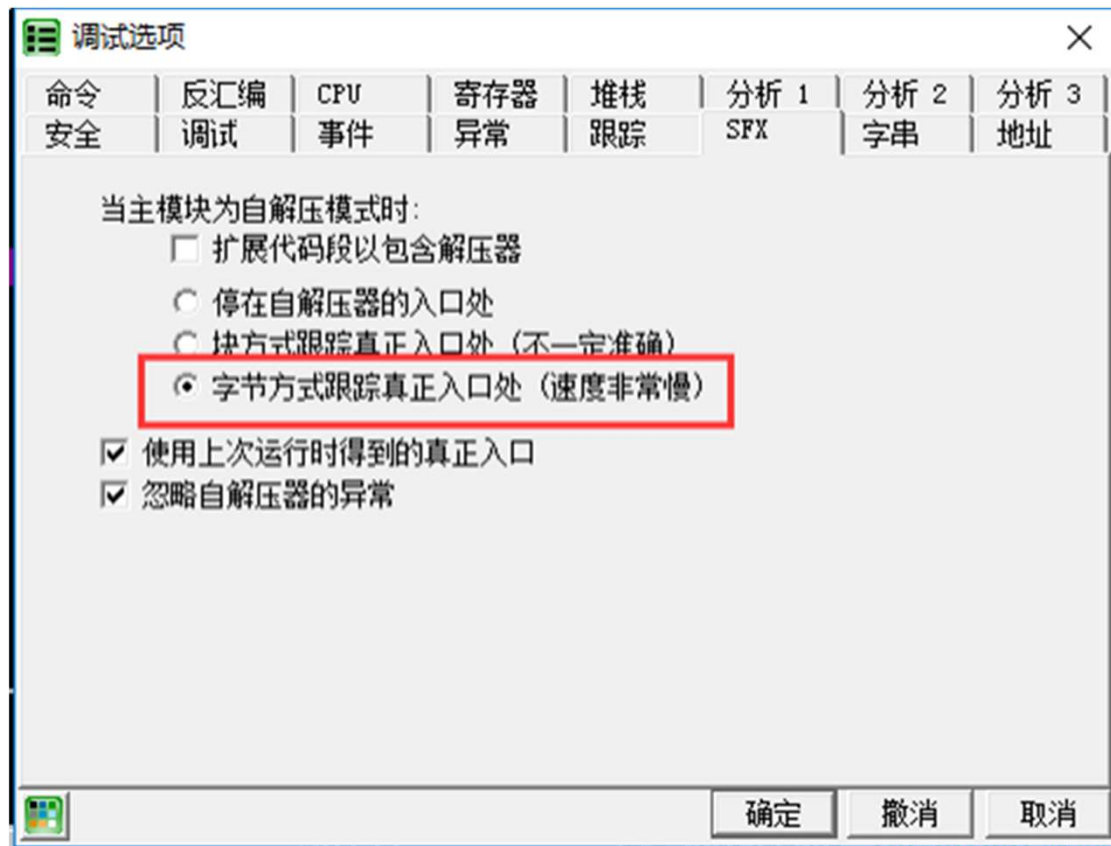 调试选项
命令 反汇编 CPU 寄存器 堆栈 分析 1 分析 2 分析 3
安全 调试 事件 异常 跟踪 SFX 字串 地址
当主模块为自解压模式时:
扩展代码段以包含解压器
停在自解压器的入口处
块方式跟踪真正入口处（不一定准确）
字节方式跟踪真正入口处（速度非常慢）
使用上次运行时得到的真正入口
忽略自解压器的异常
确定 撤消 取消